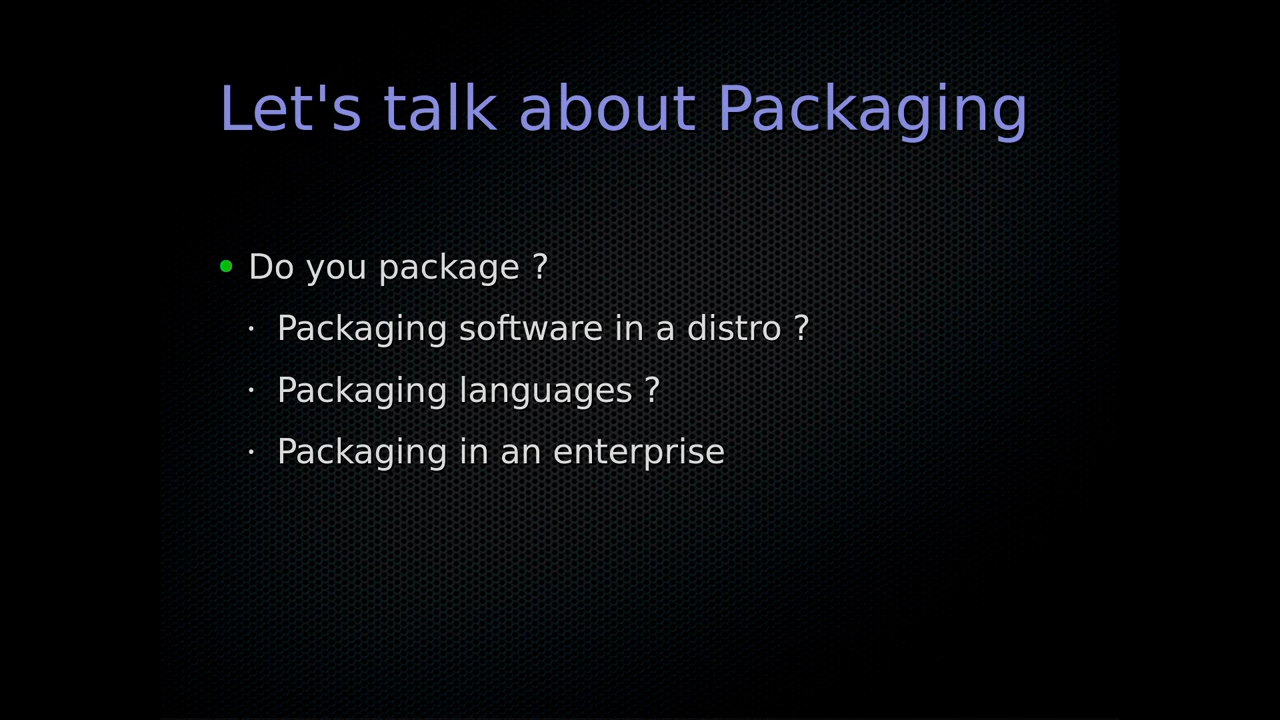 Let's talk about Packaging
● Do you package ?
· Packaging software in a distro ?
· Packaging languages ?
· Packaging in an enterprise